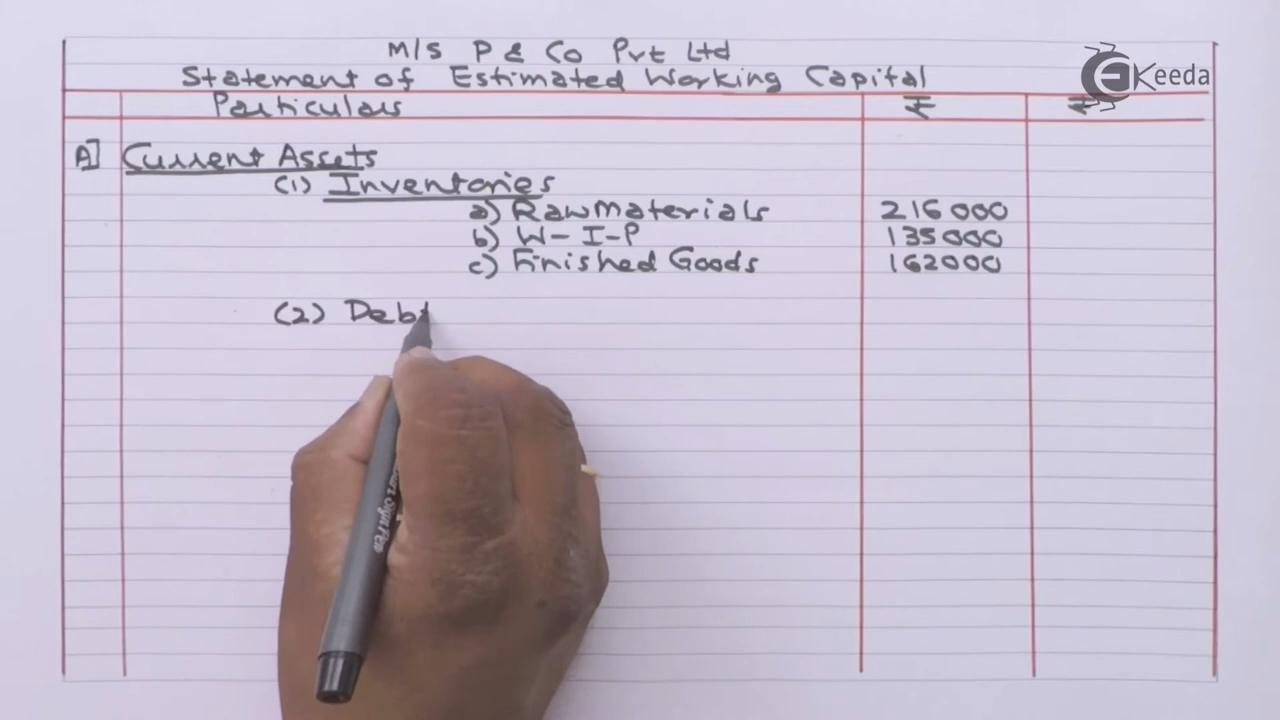 M/S P & Co Pvt Ltd
Statement of Estimated Working Capital
Particulars ₹ ₹
A] Current Assets
(1) Inventories
a) Raw Materials 216000
b) W-I-P 135000
c) Finished Goods 162000
(2) Deb
EKeeda